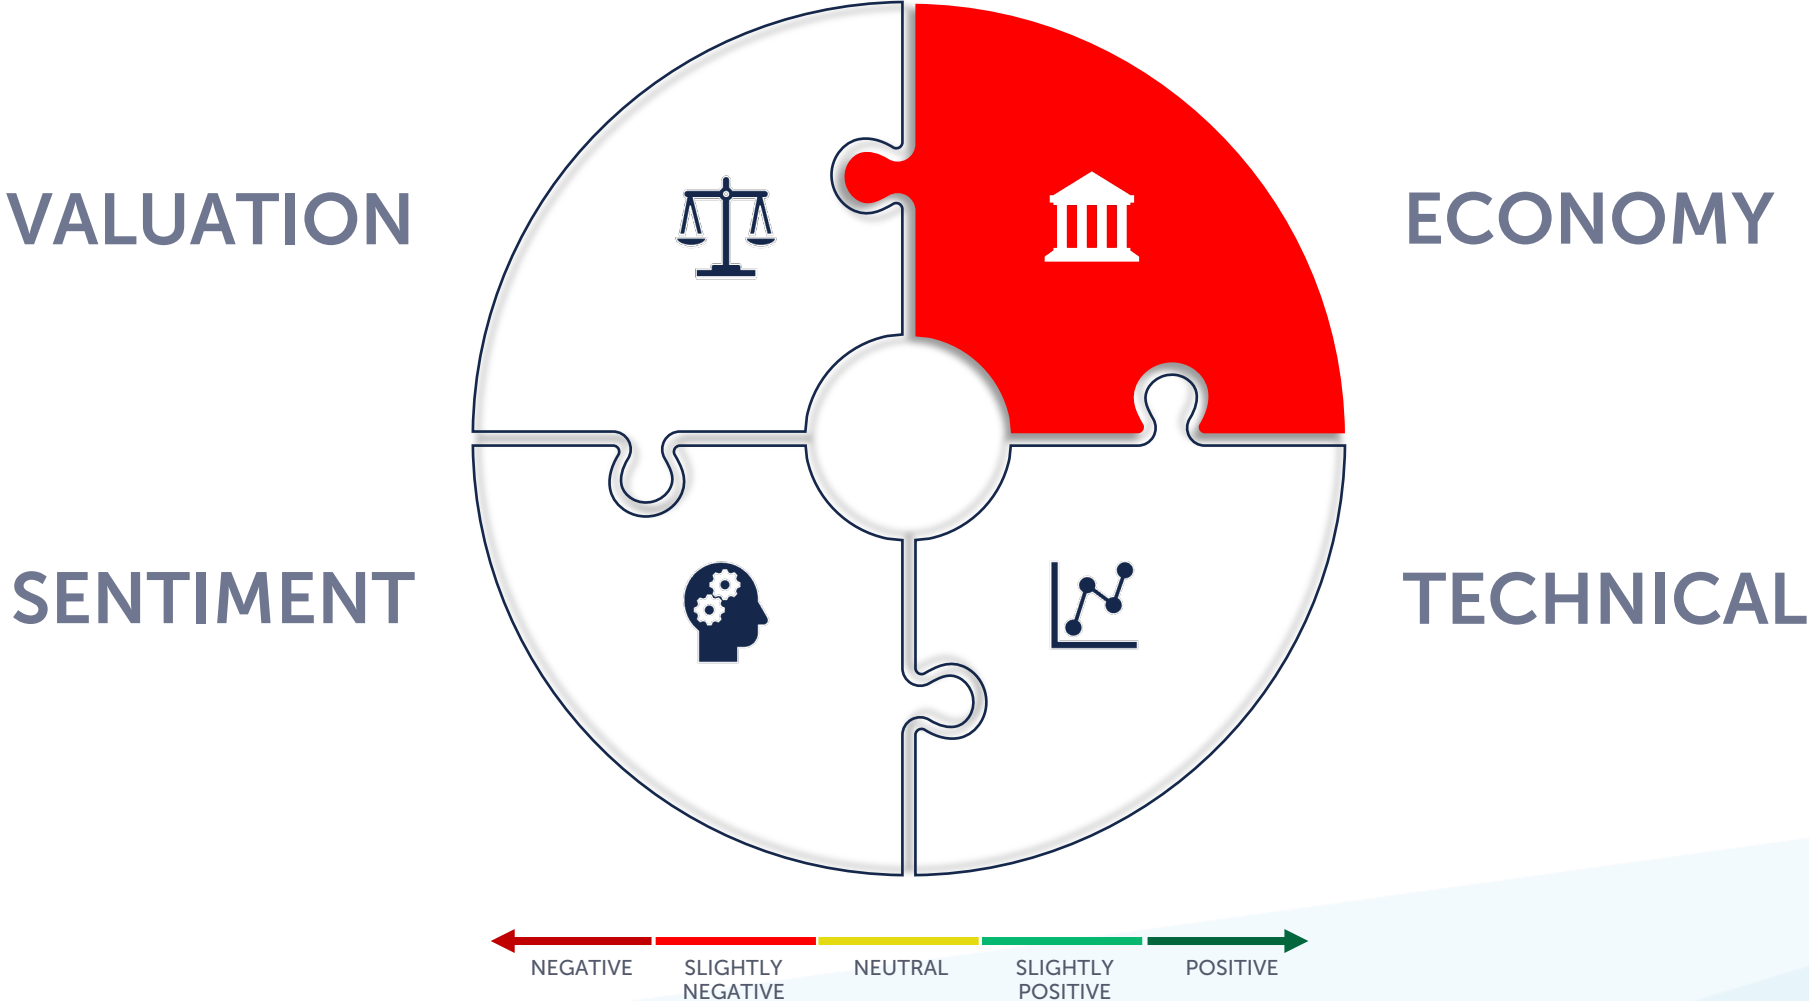 VALUATION
ECONOMY
SENTIMENT
TECHNICAL
NEGATIVE
SLIGHTLY
NEGATIVE
NEUTRAL
SLIGHTLY
POSITIVE
POSITIVE